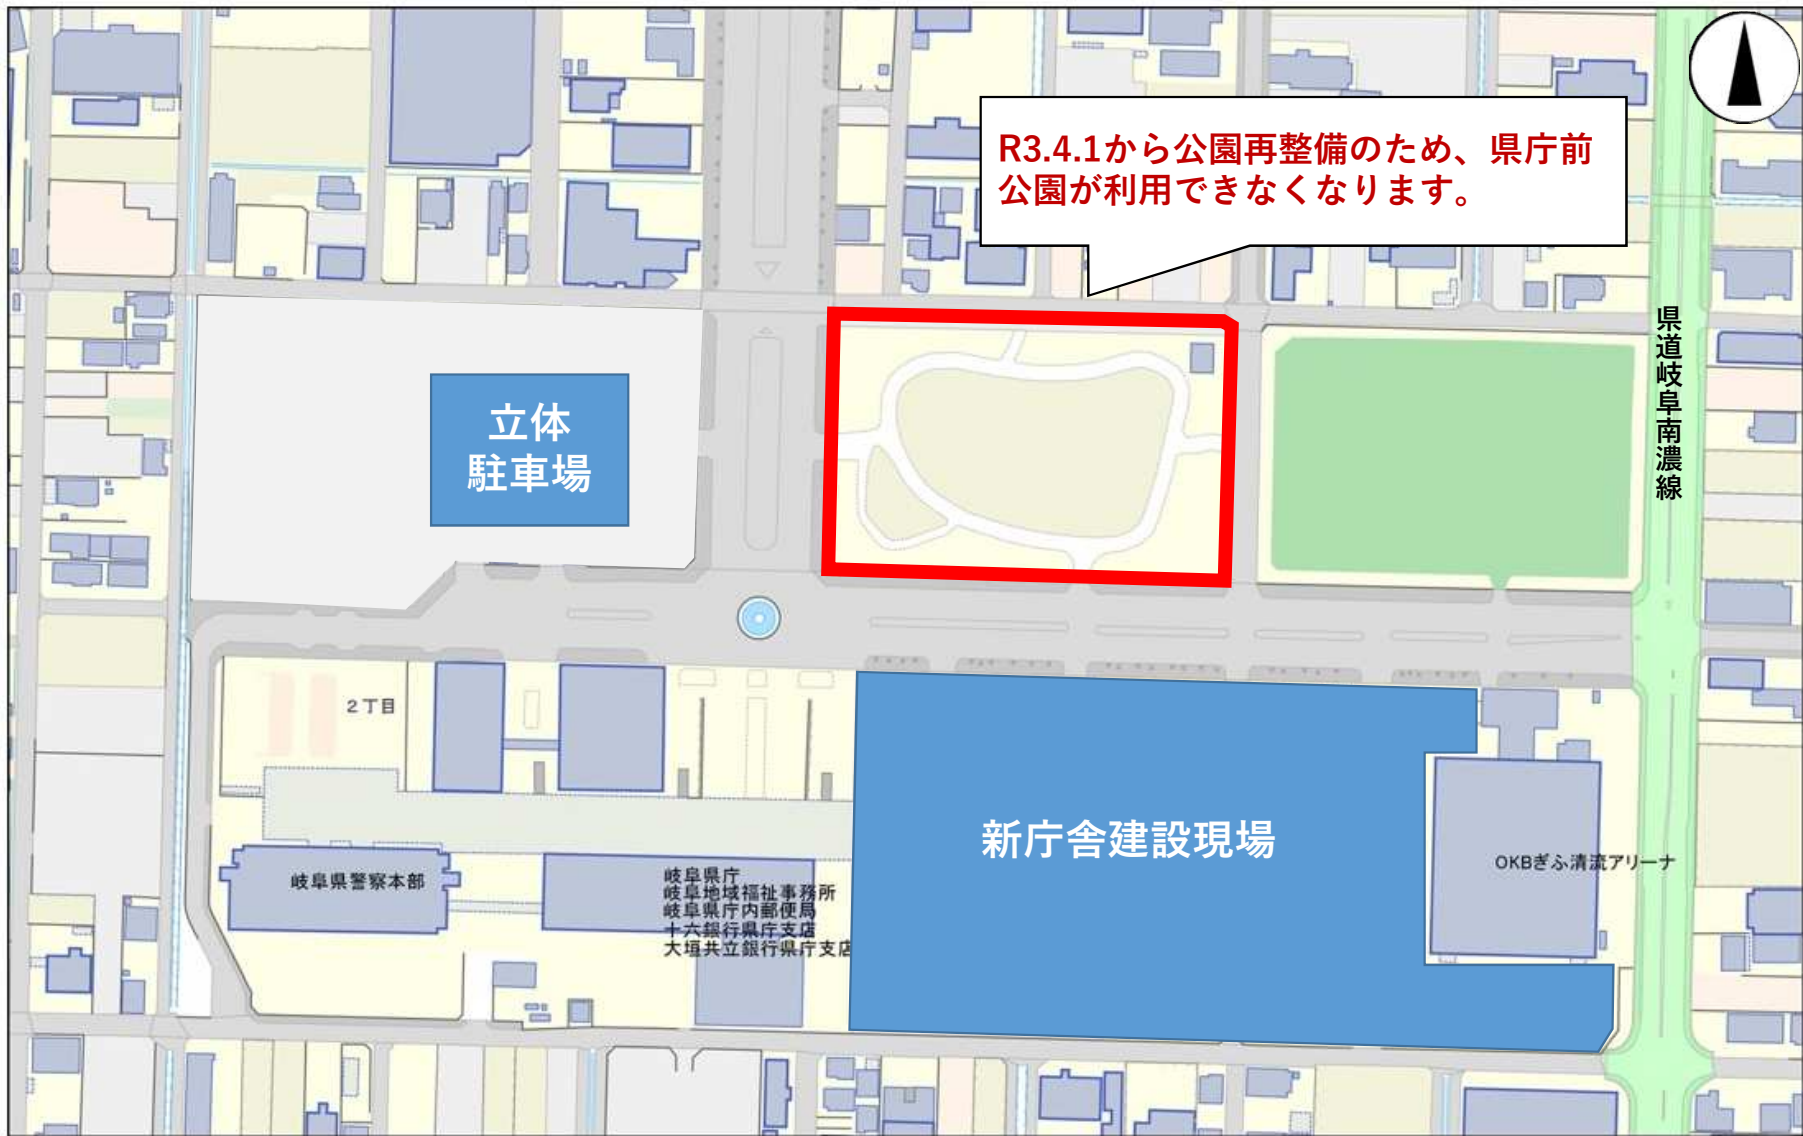 R3.4.1から公園再整備のため、県庁前
公園が利用できなくなります。
県道岐阜南濃線
立体
駐車場
2丁目
新庁舎建設現場
OKBぎふ清流アリーナ
岐阜県警察本部
岐阜県庁
岐阜地域福祉事務所
岐阜県庁内郵便局
十六銀行県庁支店
大垣共立銀行県庁支店